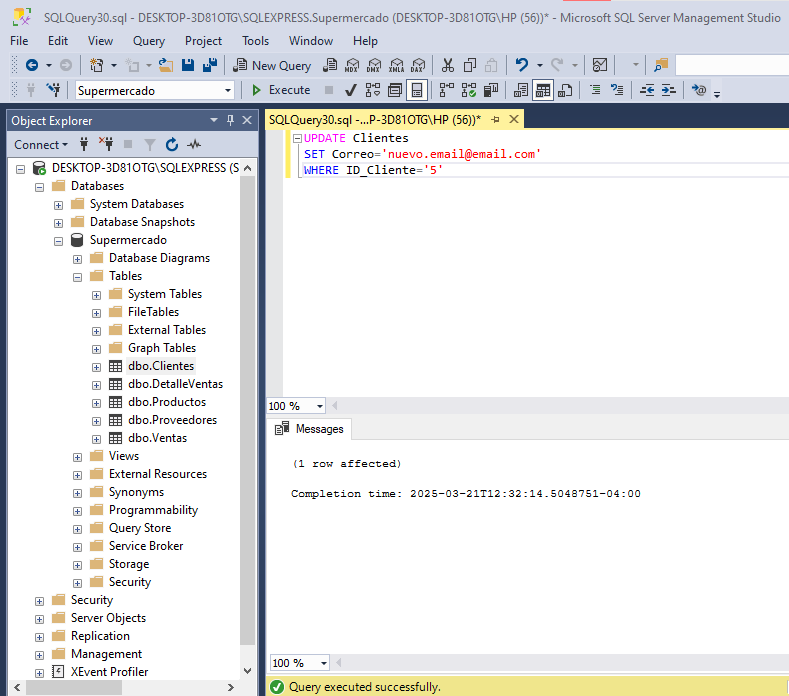 SQLQuery30.sql - DESKTOP-3D81OTG\SQLEXPRESS.Supermercado (DESKTOP-3D81OTG\HP (56))* - Microsoft SQL Server Management Studio
File Edit View Query Project Tools Window Help
New Query MDX DMX XMLA DAX
Supermercado Execute
Object Explorer
Connect
DESKTOP-3D81OTG\SQLEXPRESS (S
Databases
System Databases
Database Snapshots
Supermercado
Database Diagrams
Tables
System Tables
FileTables
External Tables
Graph Tables
dbo.Clientes
dbo.DetalleVentas
dbo.Productos
dbo.Proveedores
dbo.Ventas
Views
External Resources
Synonyms
Programmability
Query Store
Service Broker
Storage
Security
Security
Server Objects
Replication
Management
XEvent Profiler
SQLQuery30.sql -...P-3D81OTG\HP (56))*
UPDATE Clientes
SET Correo='nuevo.email@email.com'
WHERE ID_Cliente='5'
100 %
Messages
(1 row affected)
Completion time: 2025-03-21T12:32:14.5048751-04:00
100 %
Query executed successfully.